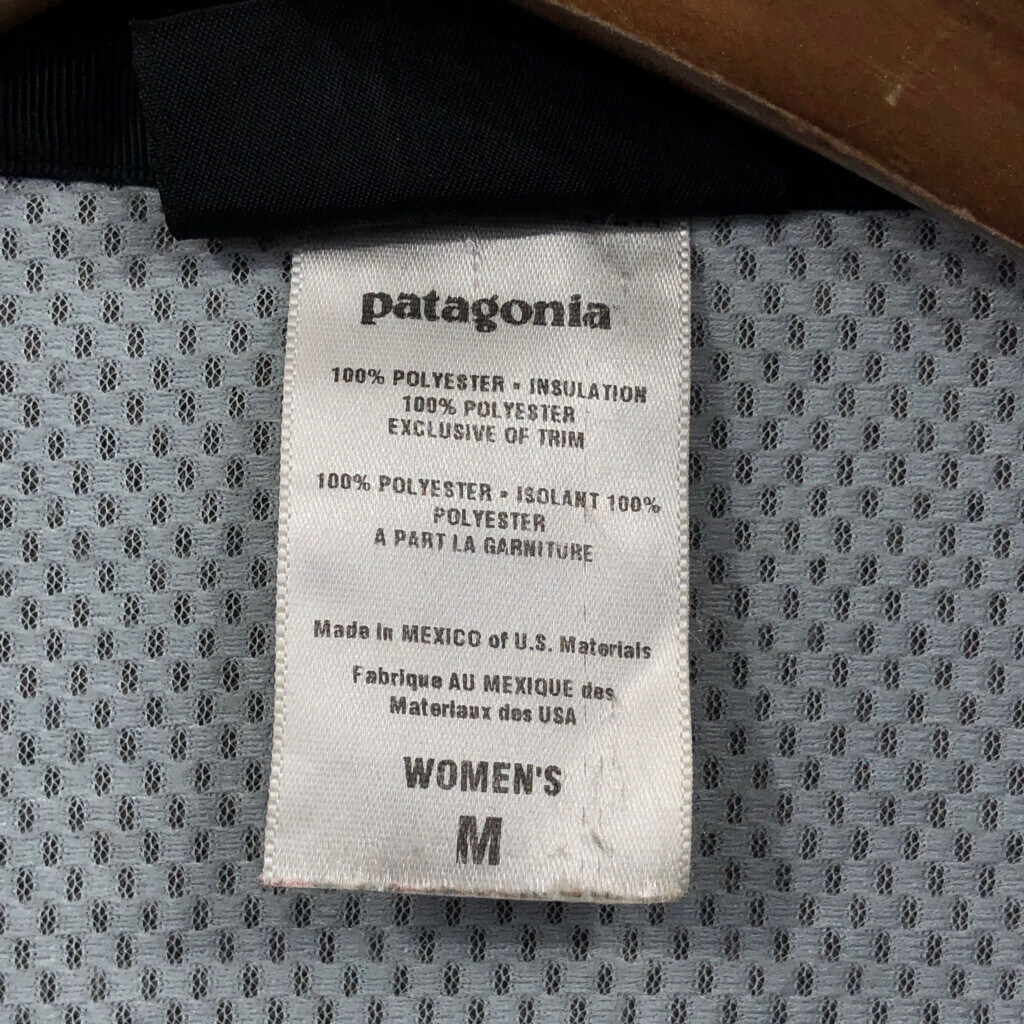 patagonia
100% POLYESTER • INSULATION
100% POLYESTER
EXCLUSIVE OF TRIM
100% POLYESTER • ISOLANT 100%
POLYESTER
A PART LA GARNITURE
Made in MEXICO of U.S. Materials
Fabrique AU MEXIQUE des
Materiaux des USA
WOMEN'S
M